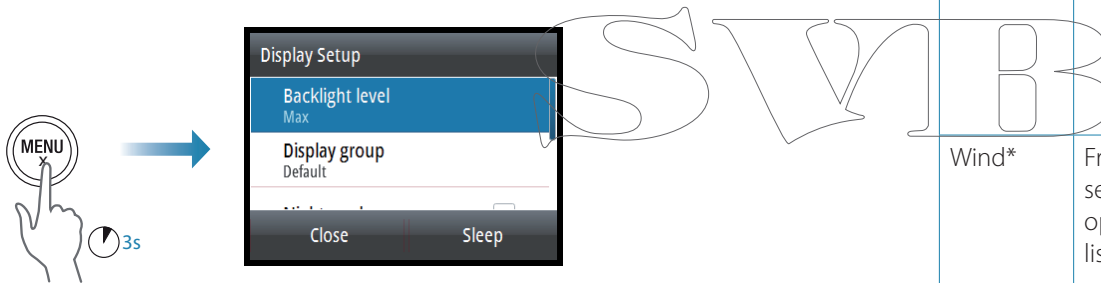 SVB
Display Setup
Backlight level
Max
Display group
Default
Close
Sleep
MENU
X
3s
Wind*